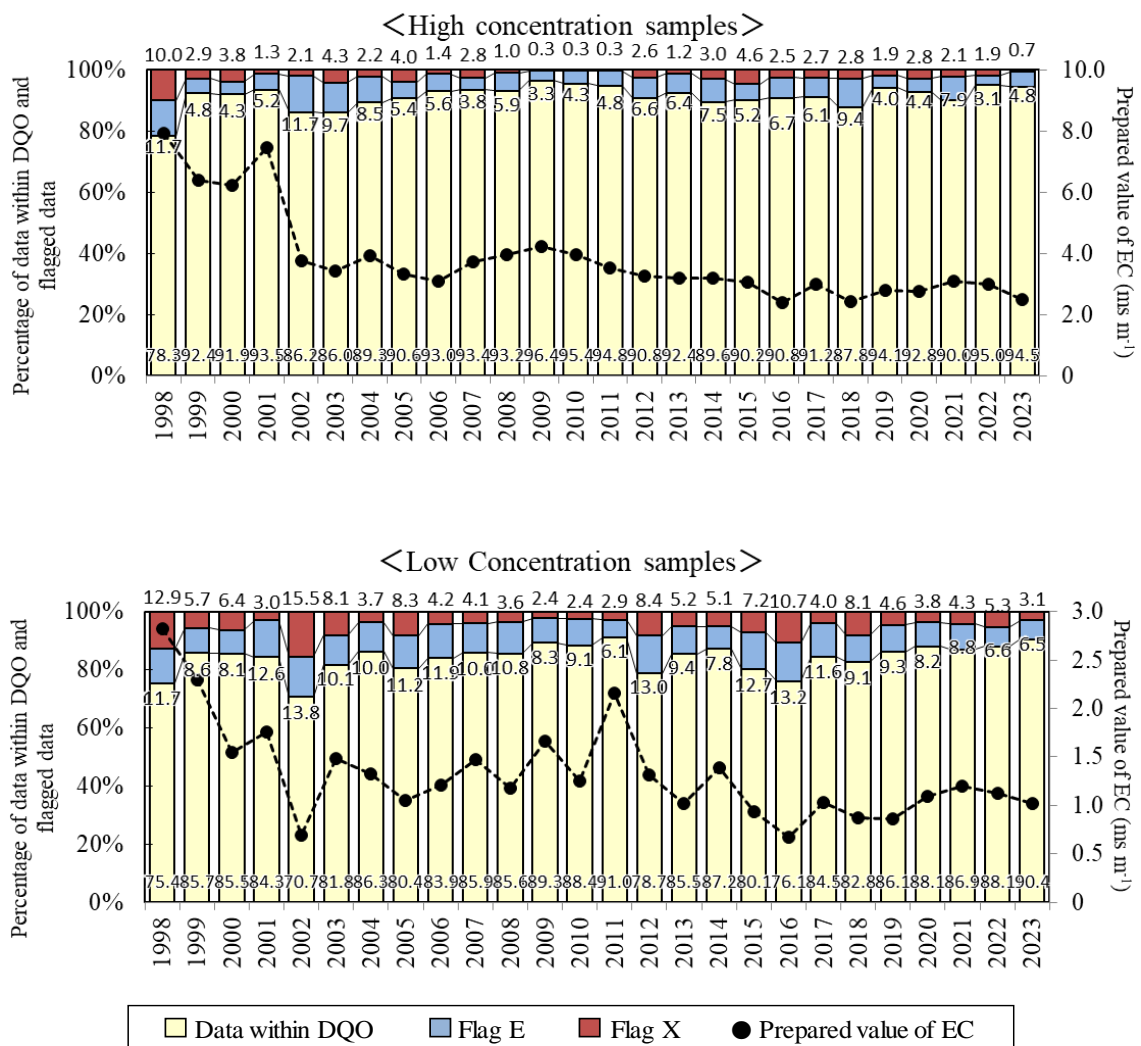 ＜High concentration samples＞
10.0 2.9 3.8 1.3 2.1 4.3 2.2 4.0 1.4 2.8 1.0 0.3 0.3 0.3 2.6 1.2 3.0 4.6 2.5 2.7 2.8 1.9 2.8 2.1 1.9 0.7
Percentage of data within DQO and
flagged data
100%
80%
60%
40%
20%
0%
11.7 4.8 4.3 5.2 11.7 9.7 8.5 5.4 5.6 3.8 5.9 3.3 4.3 4.8 6.6 6.4 7.5 5.2 6.7 6.1 9.4 4.0 4.4 7.9 3.1 4.8
78.3 92.4 91.9 93.5 86.2 86.0 89.3 90.6 93.0 93.4 93.2 96.4 95.4 94.8 90.8 92.4 89.6 90.2 90.8 91.2 87.8 94.1 92.8 90.0 95.0 94.5
10.0
8.0
6.0
4.0
2.0
0
Prepared value of EC (ms m⁻¹)
1998 1999 2000 2001 2002 2003 2004 2005 2006 2007 2008 2009 2010 2011 2012 2013 2014 2015 2016 2017 2018 2019 2020 2021 2022 2023
＜Low Concentration samples＞
12.9 5.7 6.4 3.0 15.5 8.1 3.7 8.3 4.2 4.1 3.6 2.4 2.4 2.9 8.4 5.2 5.1 7.2 10.7 4.0 8.1 4.6 3.8 4.3 5.3 3.1
Percentage of data within DQO and
flagged data
100%
80%
60%
40%
20%
0%
11.7 8.6 8.1 12.6 13.8 10.1 10.0 11.2 11.9 10.0 10.8 8.3 9.1 6.1 13.0 9.4 7.8 12.7 13.2 11.6 9.1 9.3 8.2 8.8 6.6 6.5
75.4 85.7 85.5 84.3 70.7 81.8 86.3 80.4 83.9 85.9 85.6 89.3 88.4 91.0 78.7 85.5 87.2 80.1 76.1 84.5 82.8 86.1 88.1 86.9 88.1 90.4
3.0
2.5
2.0
1.5
1.0
0.5
0
Prepared value of EC (ms m⁻¹)
1998 1999 2000 2001 2002 2003 2004 2005 2006 2007 2008 2009 2010 2011 2012 2013 2014 2015 2016 2017 2018 2019 2020 2021 2022 2023
Data within DQO Flag E Flag X Prepared value of EC